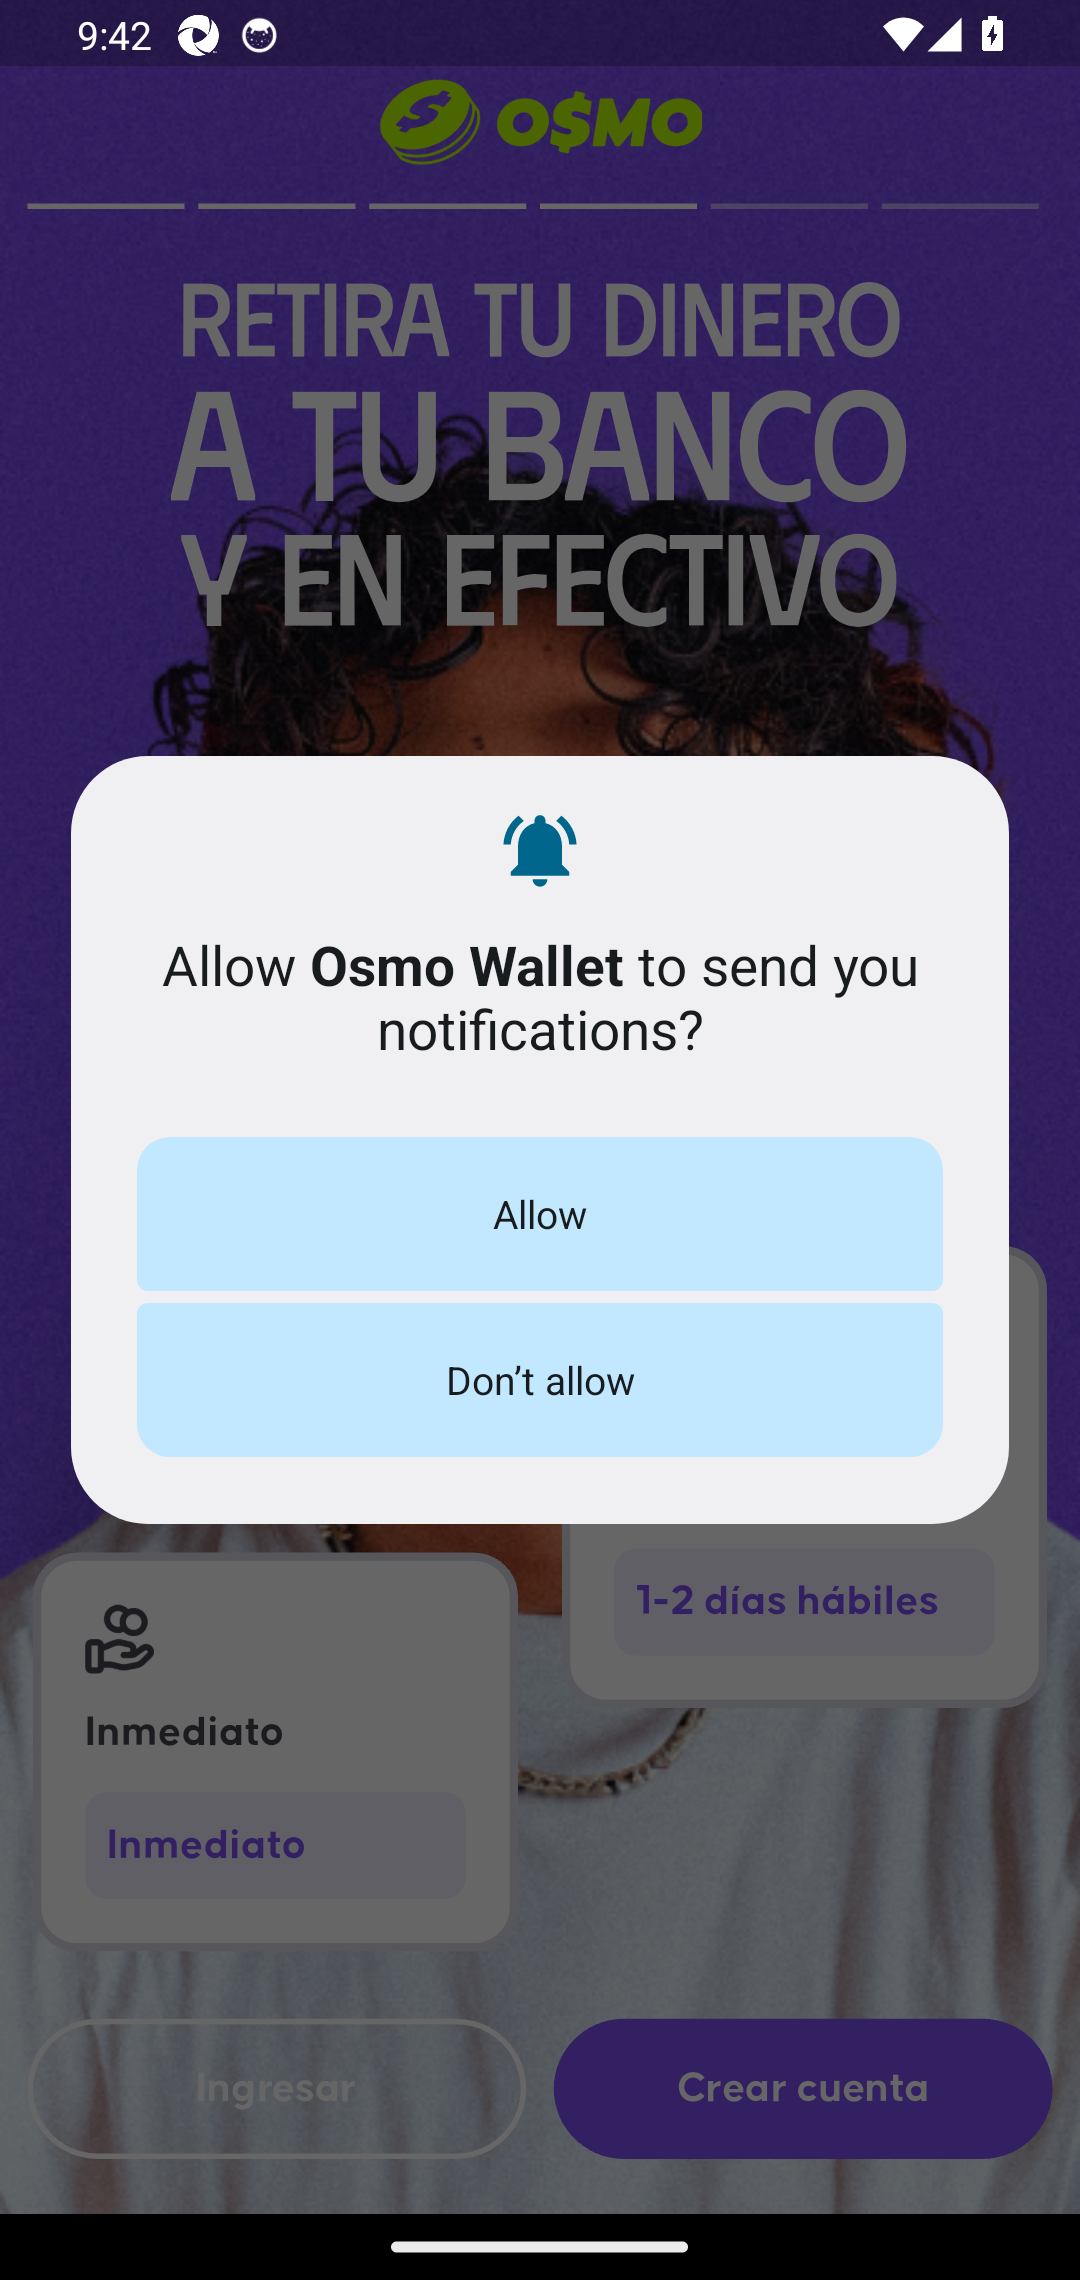 9:42
O$MO
RETIRA TU DINERO
A TU BANCO
Y EN EFECTIVO
Allow Osmo Wallet to send you
notifications?
Allow
Don’t allow
1-2 días hábiles
Inmediato
Inmediato
Ingresar
Crear cuenta